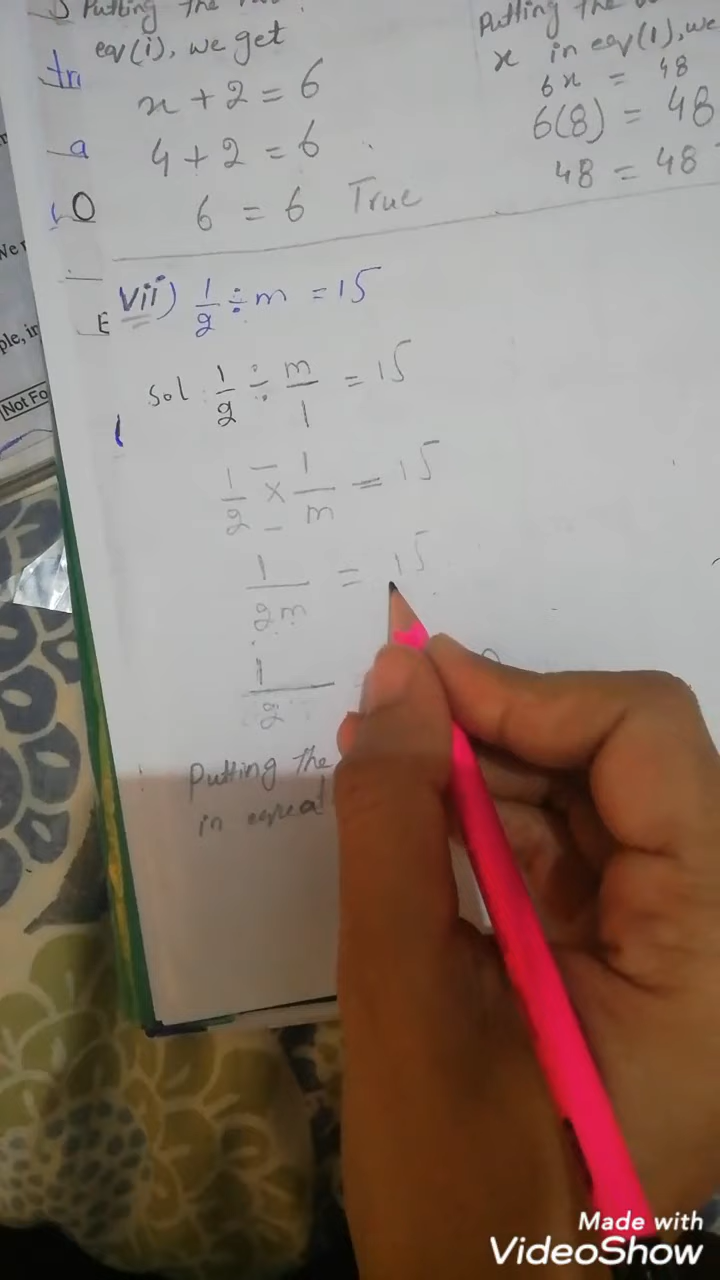 Putting the
eq(i), we get
x + 2 = 6
4 + 2 = 6
6 = 6 True
Putting the
x in eq(1), we
6x = 48
6(8) = 48
48 = 48
vii) 1/2 ÷ m = 15
Sol: 1/2 ÷ m/1 = 15
1/2 × 1/m = 15
1/2m = 15
1/2
Putting the
in
Not Fo
Made with
VideoShow